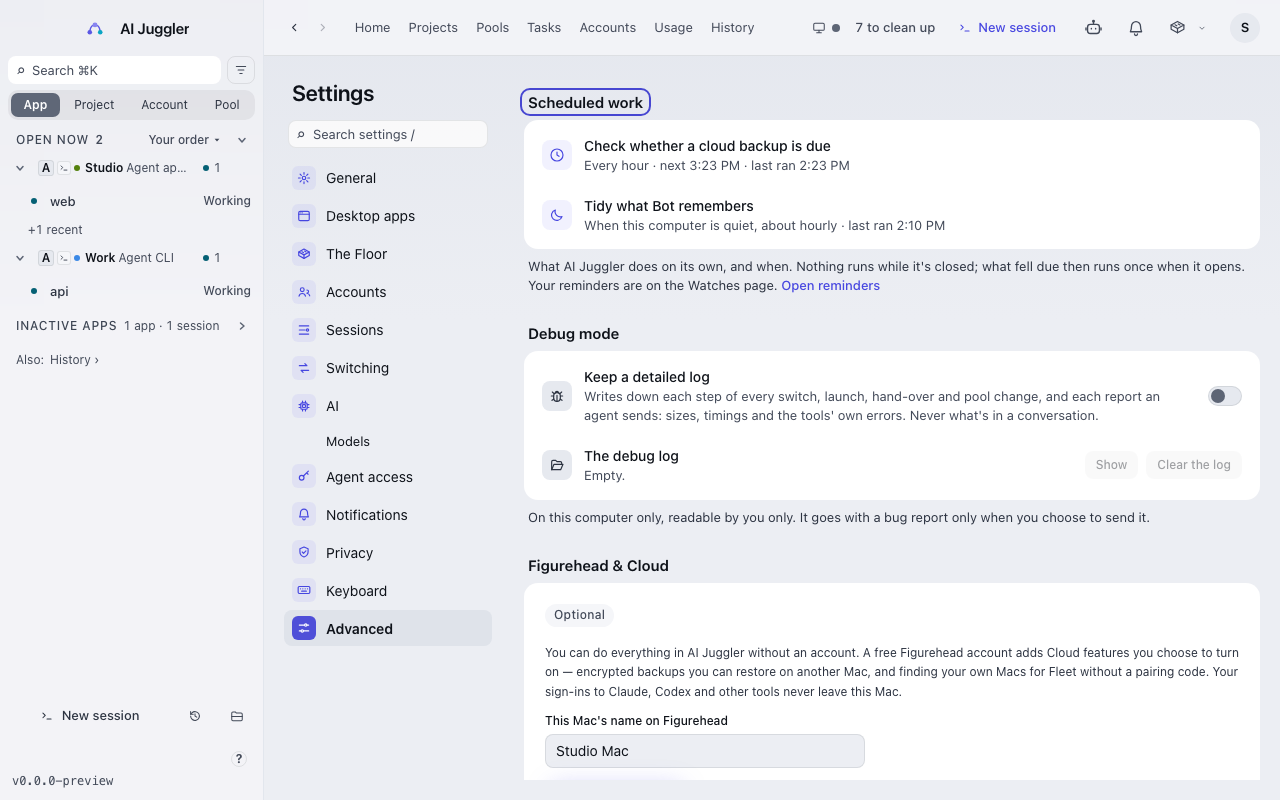 AI Juggler
Search ⌘K
App Project Account Pool
OPEN NOW 2 Your order
A Studio Agent ap... 1
web Working
+1 recent
A Work Agent CLI 1
api Working
INACTIVE APPS 1 app · 1 session
Also: History ›
New session
?
v0.0.0-preview
Home Projects Pools Tasks Accounts Usage History
7 to clean up
New session
S
Settings
Search settings /
General
Desktop apps
The Floor
Accounts
Sessions
Switching
AI
Models
Agent access
Notifications
Privacy
Keyboard
Advanced
Scheduled work
Check whether a cloud backup is due
Every hour · next 3:23 PM · last ran 2:23 PM
Tidy what Bot remembers
When this computer is quiet, about hourly · last ran 2:10 PM
What AI Juggler does on its own, and when. Nothing runs while it's closed; what fell due then runs once when it opens.
Your reminders are on the Watches page. Open reminders
Debug mode
Keep a detailed log
Writes down each step of every switch, launch, hand-over and pool change, and each report an
agent sends: sizes, timings and the tools' own errors. Never what's in a conversation.
The debug log
Empty.
Show Clear the log
On this computer only, readable by you only. It goes with a bug report only when you choose to send it.
Figurehead & Cloud
Optional
You can do everything in AI Juggler without an account. A free Figurehead account adds Cloud features you choose to turn
on — encrypted backups you can restore on another Mac, and finding your own Macs for Fleet without a pairing code. Your
sign-ins to Claude, Codex and other tools never leave this Mac.
This Mac's name on Figurehead
Studio Mac